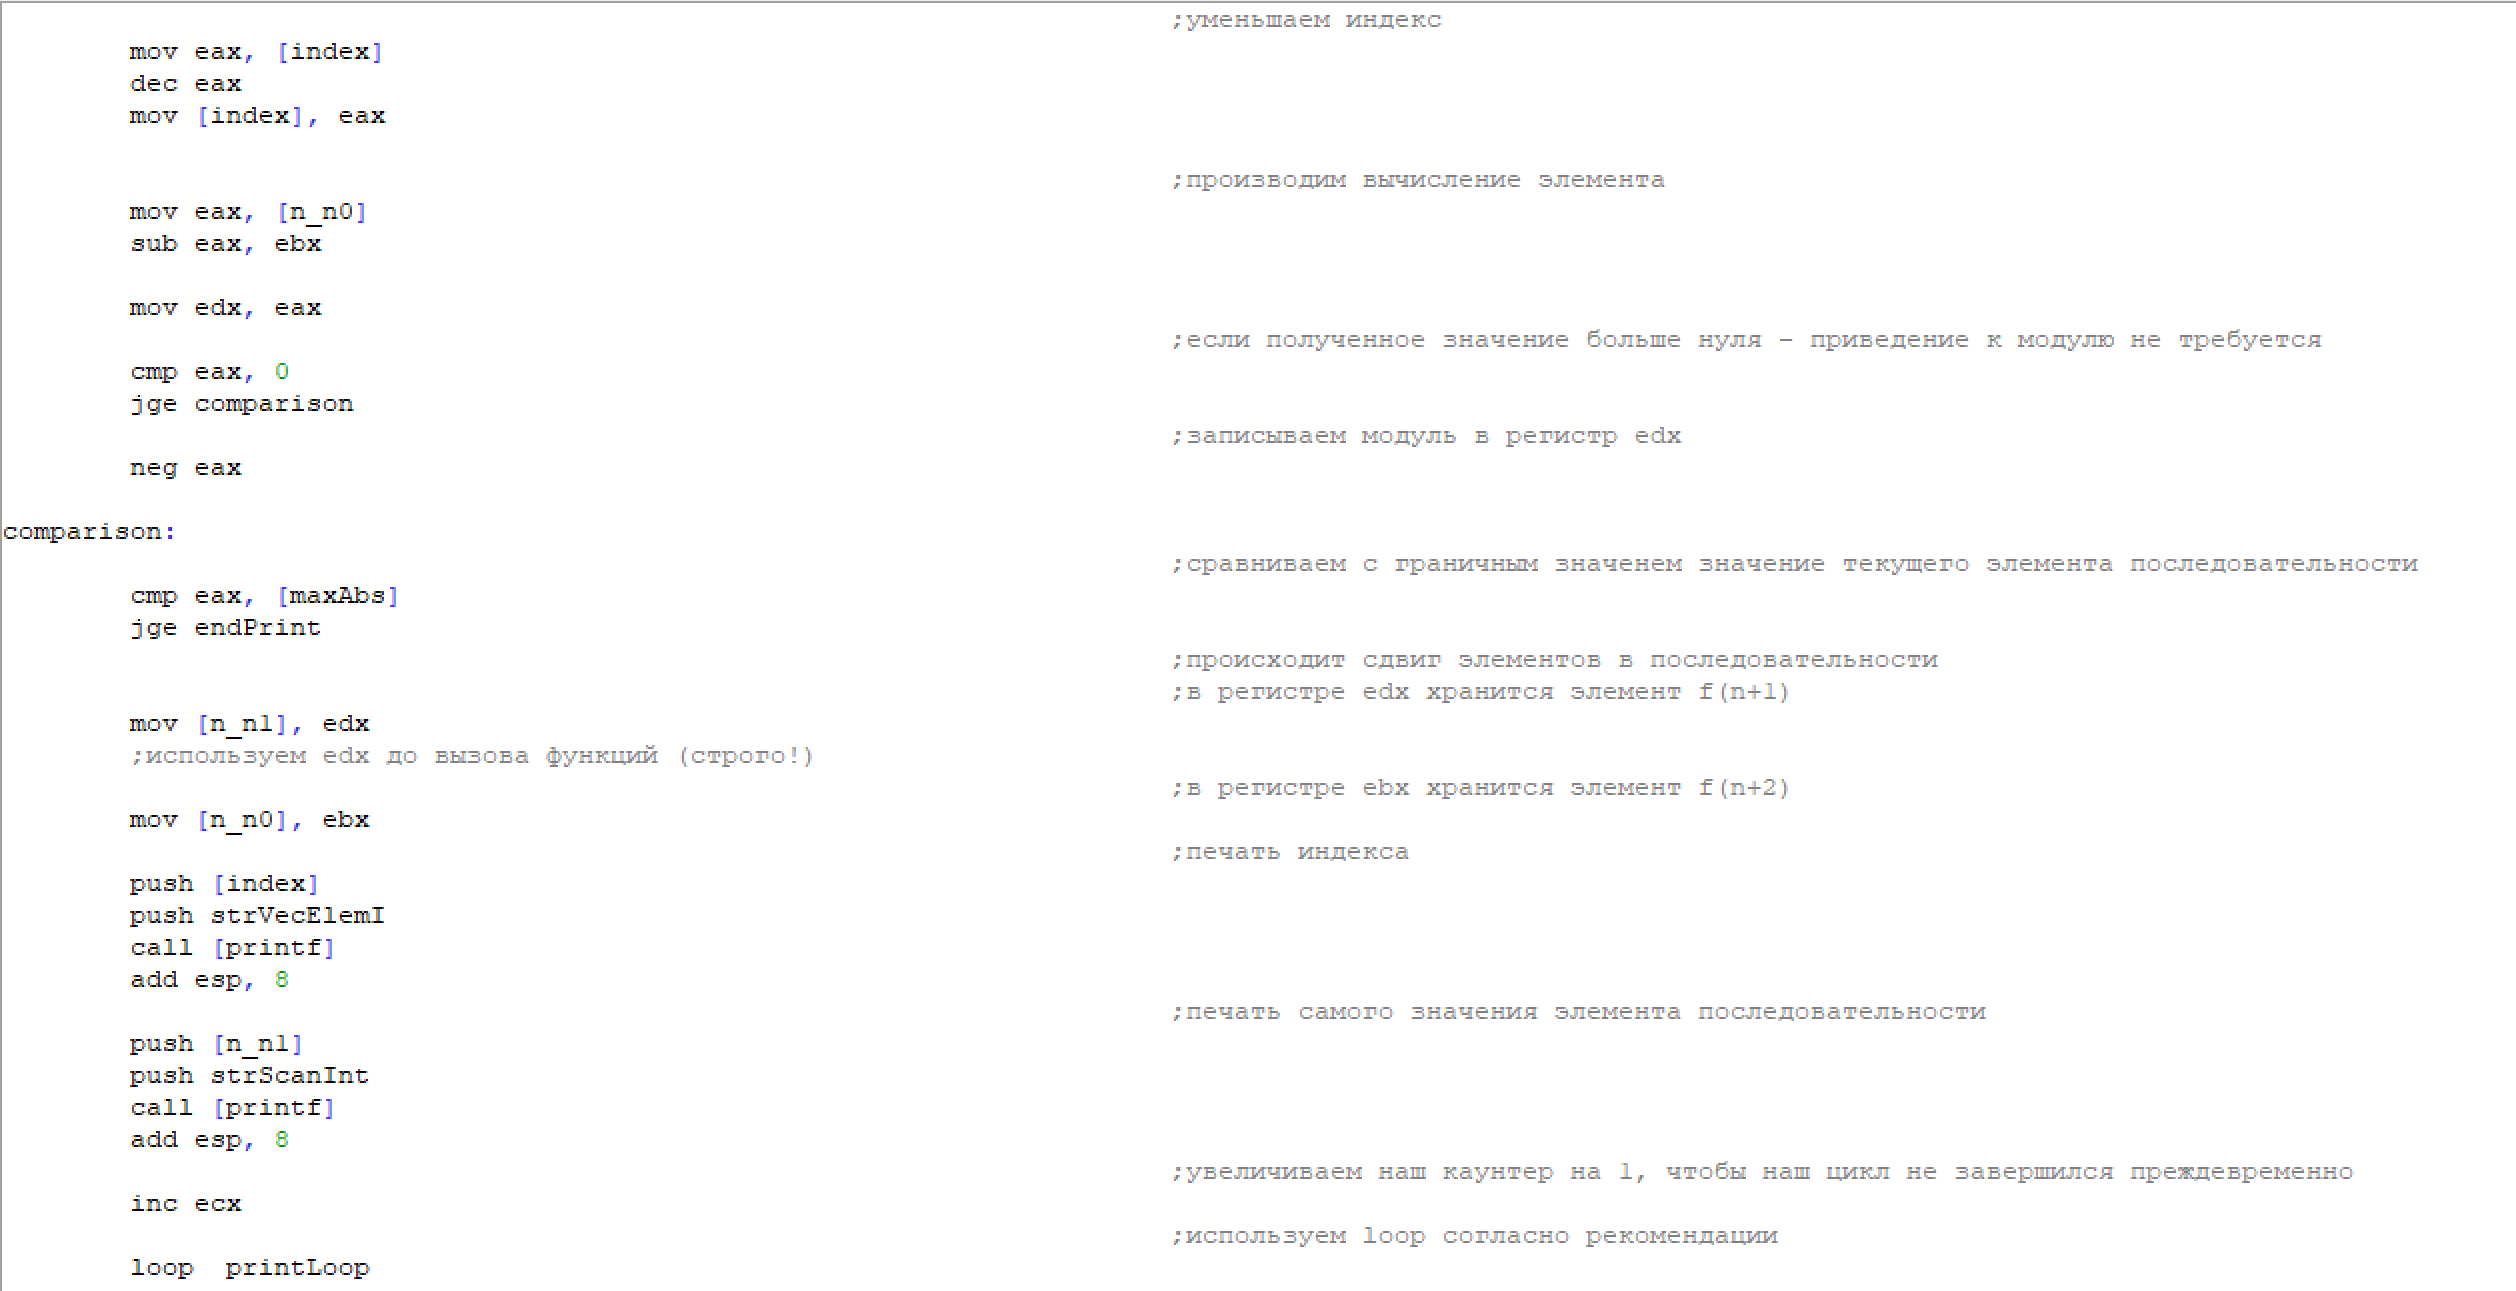 ;уменьшаем индекс
mov eax, [index]
dec eax
mov [index], eax
;производим вычисление элемента
mov eax, [n_n0]
sub eax, ebx
mov edx, eax
;если полученное значение больше нуля - приведение к модулю не требуется
cmp eax, 0
jge comparison
;записываем модуль в регистр edx
neg eax
comparison:
;сравниваем с граничным значенем значение текущего элемента последовательности
cmp eax, [maxAbs]
jge endPrint
;происходит сдвиг элементов в последовательности
;в регистре edx хранится элемент f(n+1)
mov [n_n1], edx
;используем edx до вызова функций (строго!)
;в регистре ebx хранится элемент f(n+2)
mov [n_n0], ebx
;печать индекса
push [index]
push strVecElemI
call [printf]
add esp, 8
;печать самого значения элемента последовательности
push [n_n1]
push strScanInt
call [printf]
add esp, 8
;увеличиваем наш каунтер на 1, чтобы наш цикл не завершился преждевременно
inc ecx
;используем loop согласно рекомендации
loop  printLoop